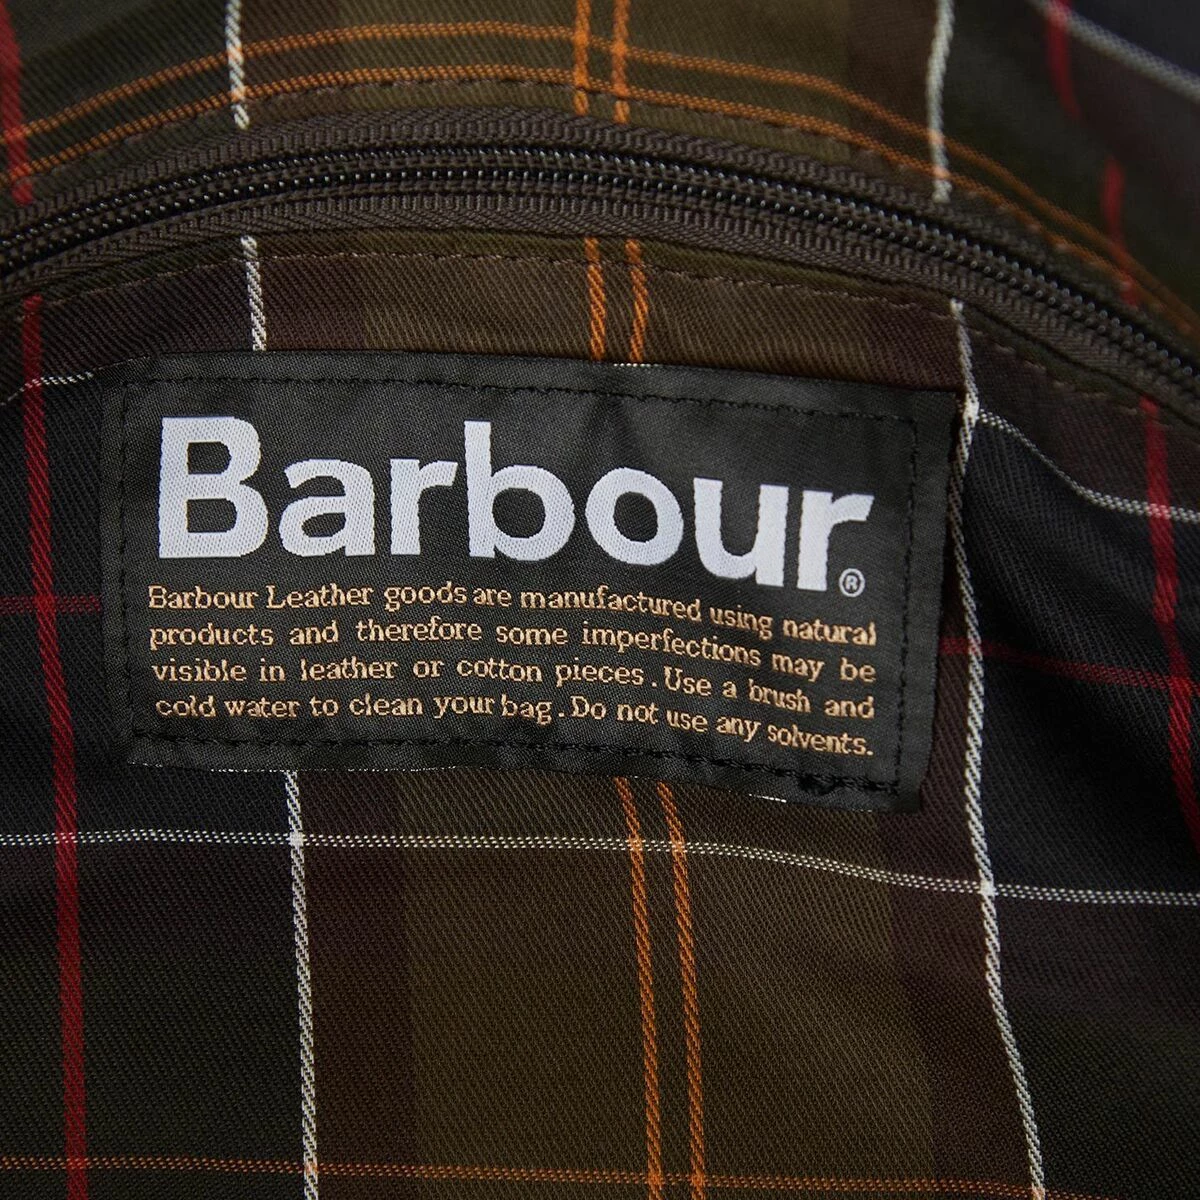 Barbour®
Barbour Leather goods are manufactured using natural
products and therefore some imperfections may be
visible in leather or cotton pieces. Use a brush and
cold water to clean your bag. Do not use any solvents.